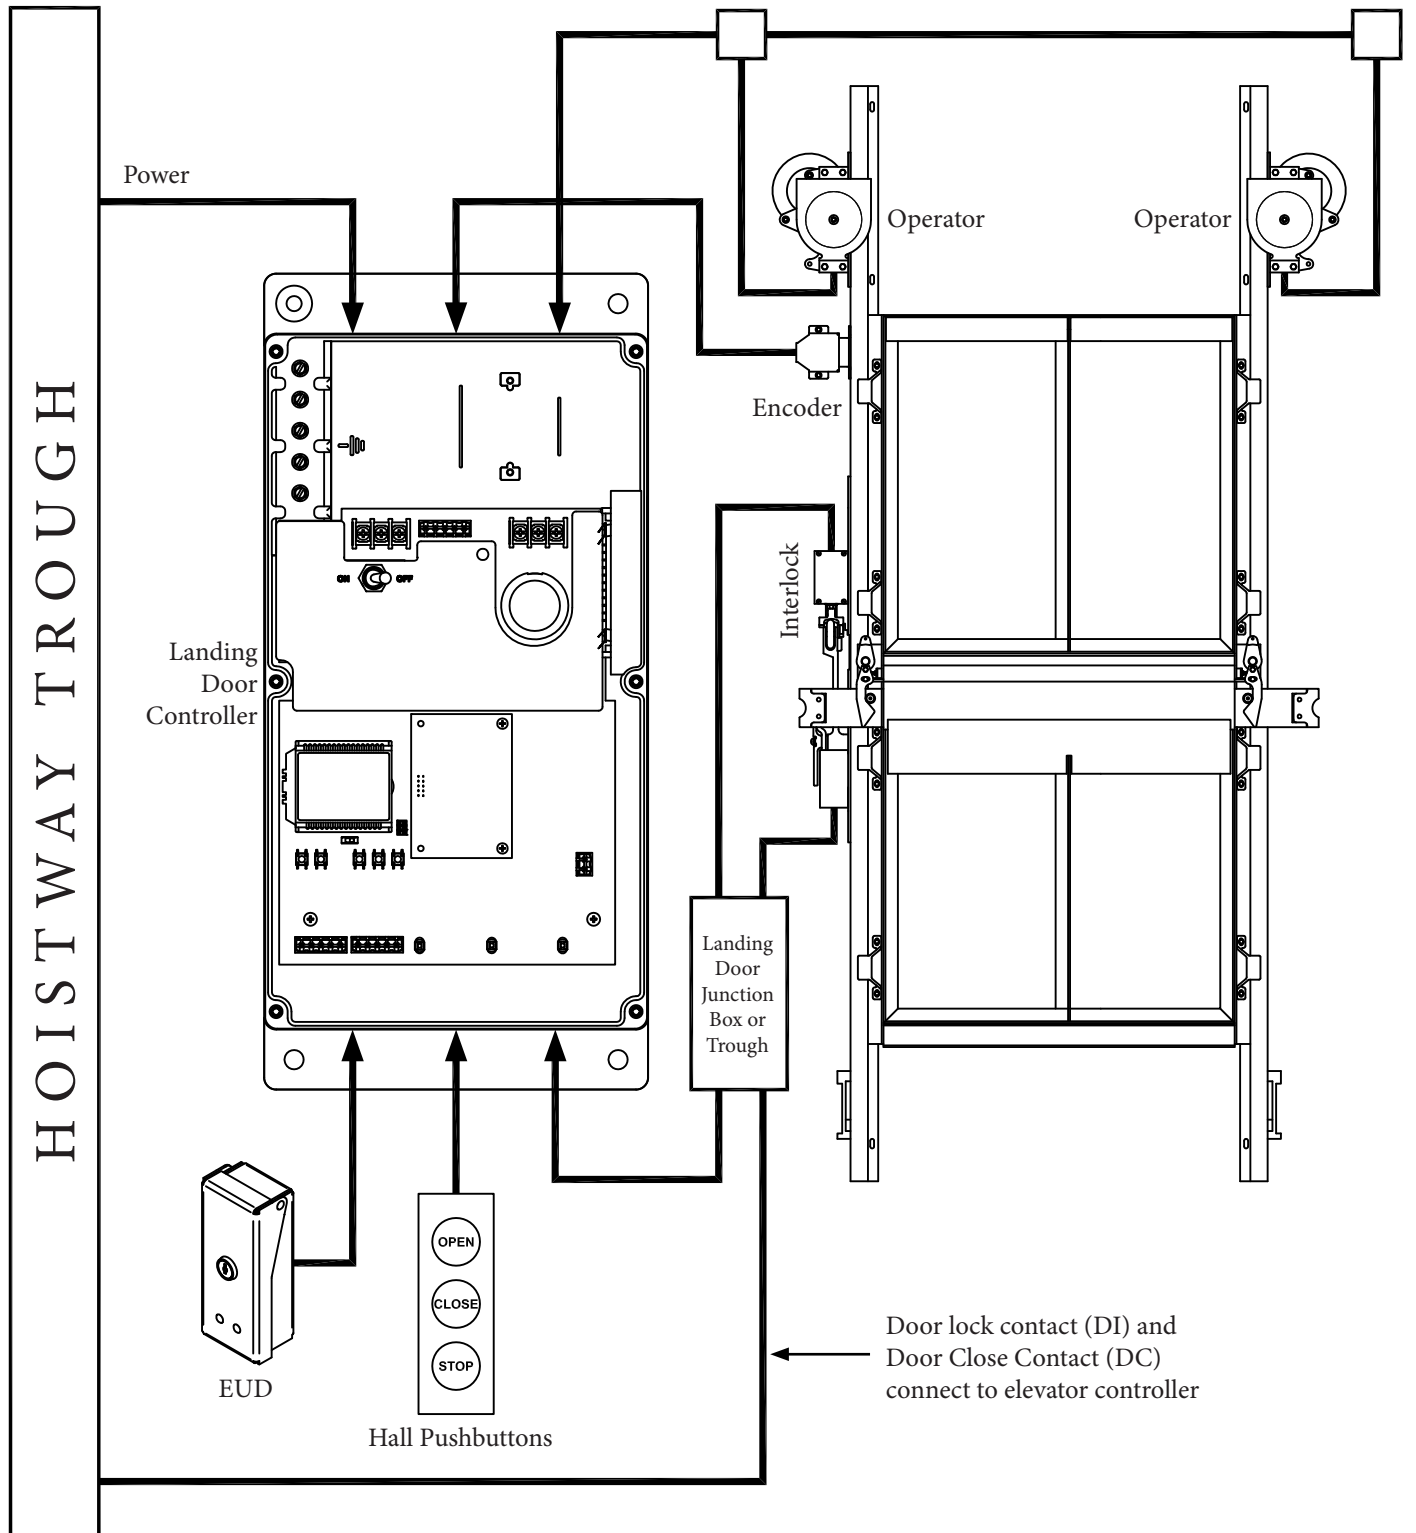 Power
Operator
Operator
Encoder
HOISTWAY TROUGH
ON
OFF
Interlock
Landing
Door
Controller
Landing
Door
Junction
Box or
Trough
OPEN
CLOSE
STOP
EUD
Hall Pushbuttons
Door lock contact (DI) and
Door Close Contact (DC)
connect to elevator controller